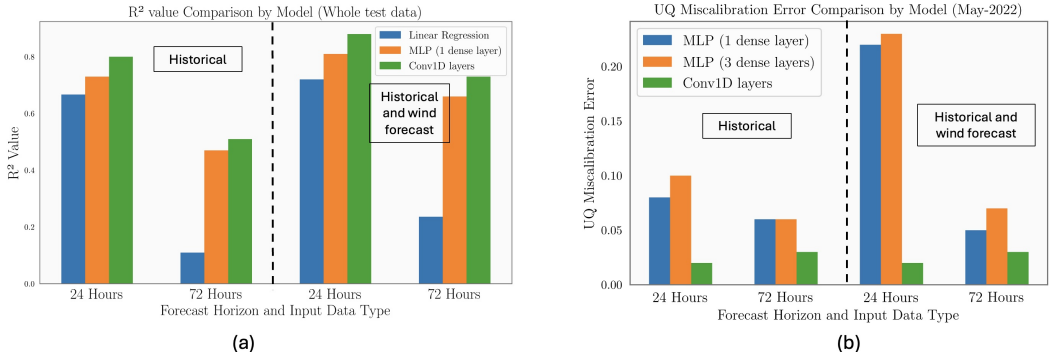 R² value Comparison by Model (Whole test data)
R² Value
0.8
0.6
0.4
0.2
0.0
Historical
Linear Regression
MLP (1 dense layer)
Conv1D layers
Historical
and wind
forecast
24 Hours
72 Hours
24 Hours
72 Hours
Forecast Horizon and Input Data Type
(a)
UQ Miscalibration Error Comparison by Model (May-2022)
UQ Miscalibration Error
0.20
0.15
0.10
0.05
0.00
MLP (1 dense layer)
MLP (3 dense layers)
Conv1D layers
Historical
Historical and
wind forecast
24 Hours
72 Hours
24 Hours
72 Hours
Forecast Horizon and Input Data Type
(b)